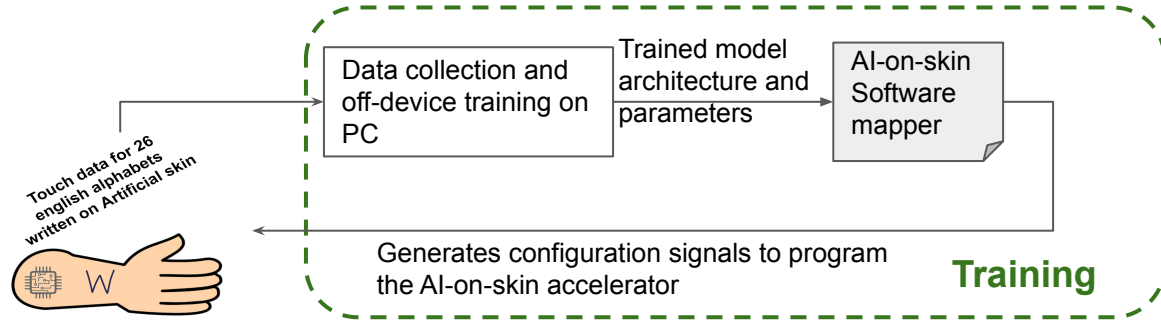 Data collection and
off-device training on
PC
Trained model
architecture and
parameters
AI-on-skin
Software
mapper
Touch data for 26
english alphabets
written on Artificial skin
W
Generates configuration signals to program
the AI-on-skin accelerator
Training